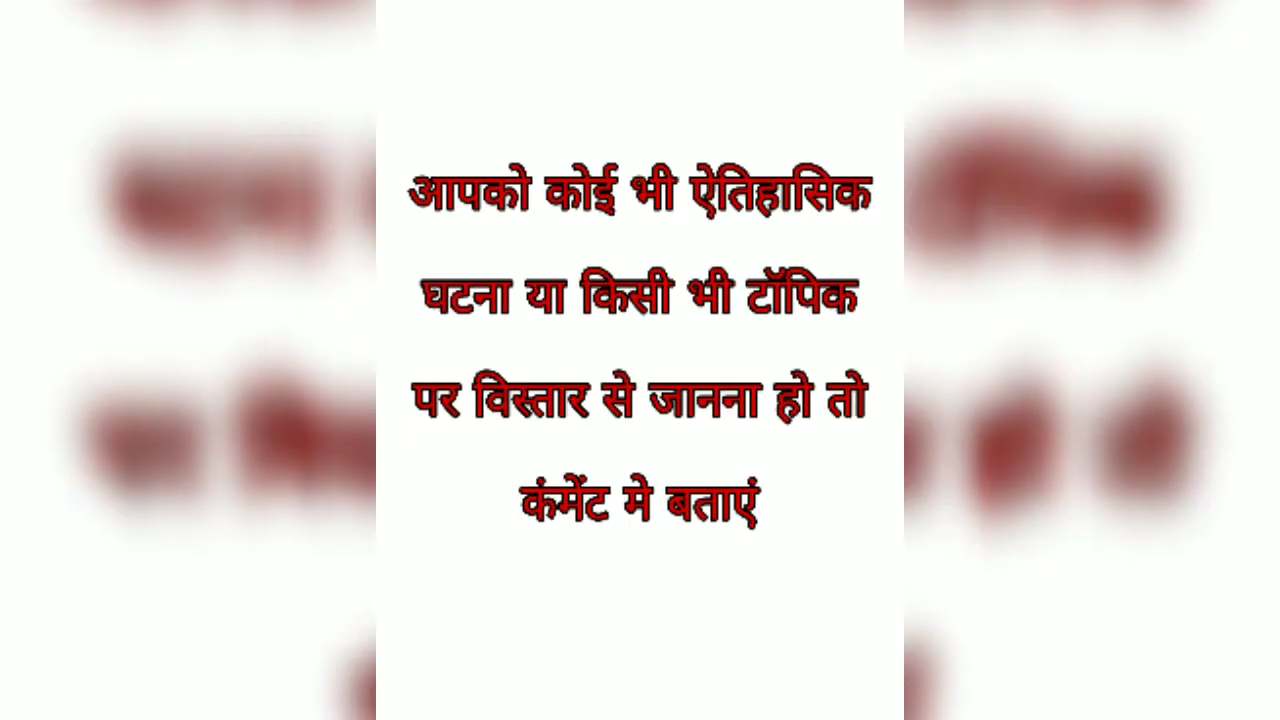 आपको कोई भी ऐतिहासिक
घटना या किसी भी टॉपिक
पर विस्तार से जानना हो तो
कंमेंट मे बताएं